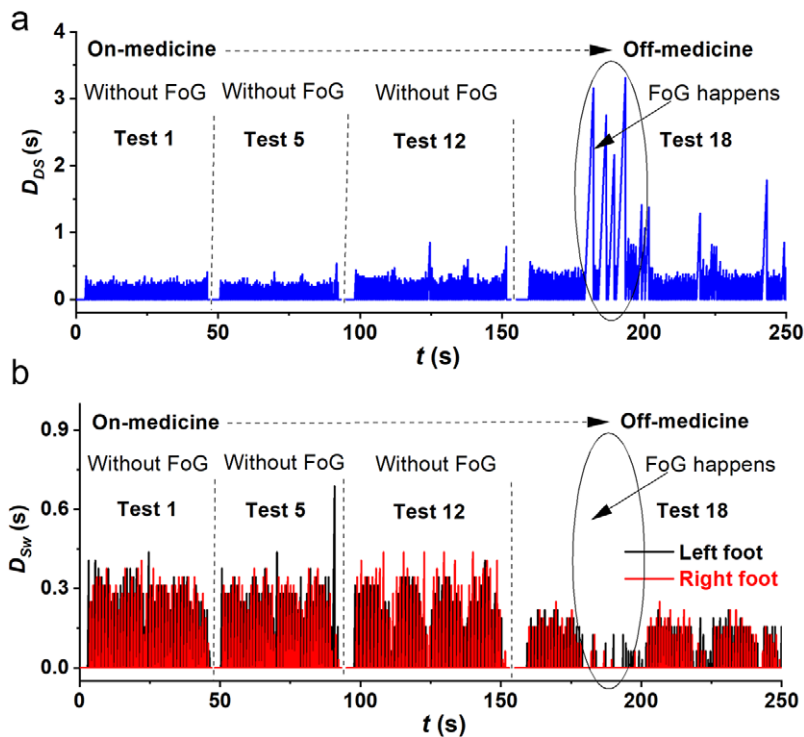 a
On-medicine Off-medicine
Without FoG Without FoG Without FoG FoG happens
Test 1 Test 5 Test 12 Test 18
D_DS (s)
4
3
2
1
0
0 50 100 150 200 250
t (s)
b
On-medicine Off-medicine
Without FoG Without FoG Without FoG FoG happens
Test 1 Test 5 Test 12 Test 18
D_Sw (s)
Left foot
Right foot
0.9
0.6
0.3
0.0
0 50 100 150 200 250
t (s)